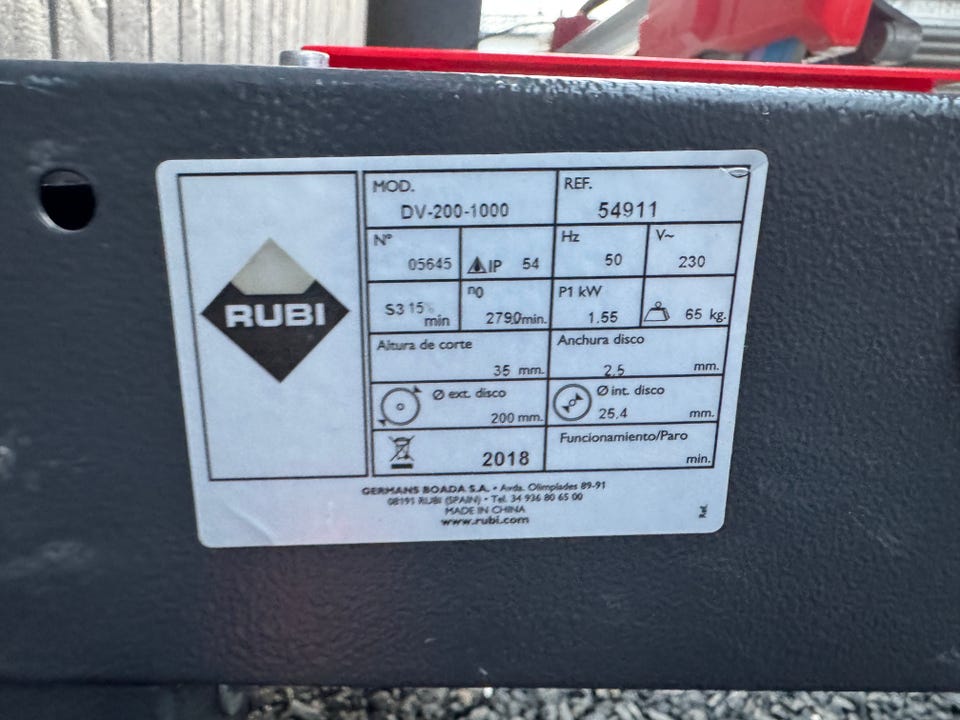 RUBI
MOD.
DV-200-1000
REF.
54911
Nº
05645
IP 54
Hz
50
V~
230
S3 15%
min
n0
2790min.
P1 kW
1.55
65 kg.
Altura de corte
35 mm.
Anchura disco
2.5 mm.
Ø ext. disco
200 mm.
Ø int. disco
25.4 mm.
2018
Funcionamiento/Paro
min.
GERMANS BOADA S.A. • Avda. Olimpíades 89-91
08191 RUBI (SPAIN) • Tel. 34 936 80 65 00
MADE IN CHINA
www.rubi.com
Ref.